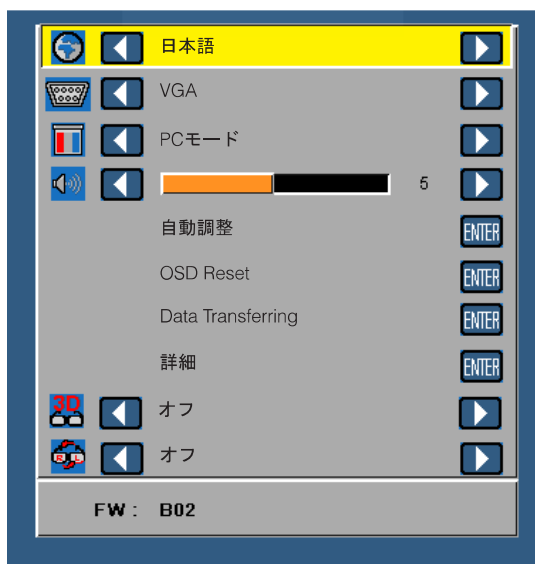 日本語
VGA
PCモード
5
自動調整 ENTER
OSD Reset ENTER
Data Transferring ENTER
詳細 ENTER
3D オフ
R L オフ
FW : B02